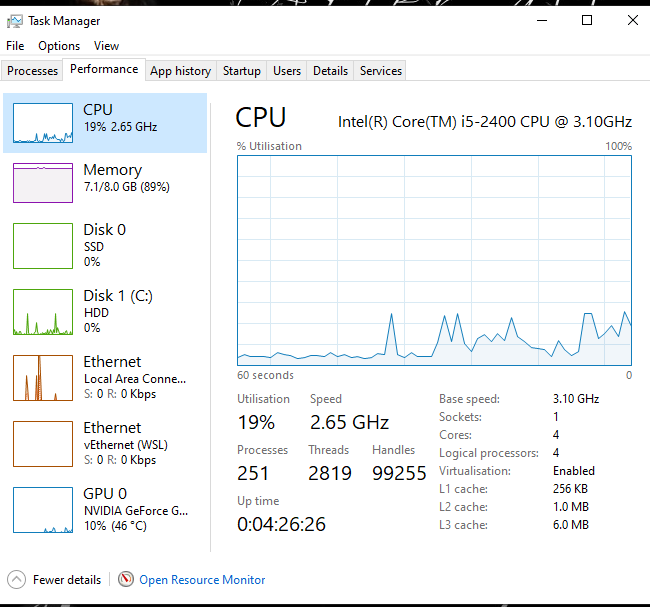 Task Manager
File Options View
Processes Performance App history Startup Users Details Services
CPU
19% 2.65 GHz
Memory
7.1/8.0 GB (89%)
Disk 0
SSD
0%
Disk 1 (C:)
HDD
0%
Ethernet
Local Area Conne...
S: 0 R: 0 Kbps
Ethernet
vEthernet (WSL)
S: 0 R: 0 Kbps
GPU 0
NVIDIA GeForce G...
10% (46 °C)
CPU Intel(R) Core(TM) i5-2400 CPU @ 3.10GHz
% Utilisation 100%
60 seconds 0
Utilisation Speed
19% 2.65 GHz
Processes Threads Handles
251 2819 99255
Up time
0:04:26:26
Base speed: 3.10 GHz
Sockets: 1
Cores: 4
Logical processors: 4
Virtualisation: Enabled
L1 cache: 256 KB
L2 cache: 1.0 MB
L3 cache: 6.0 MB
Fewer details Open Resource Monitor